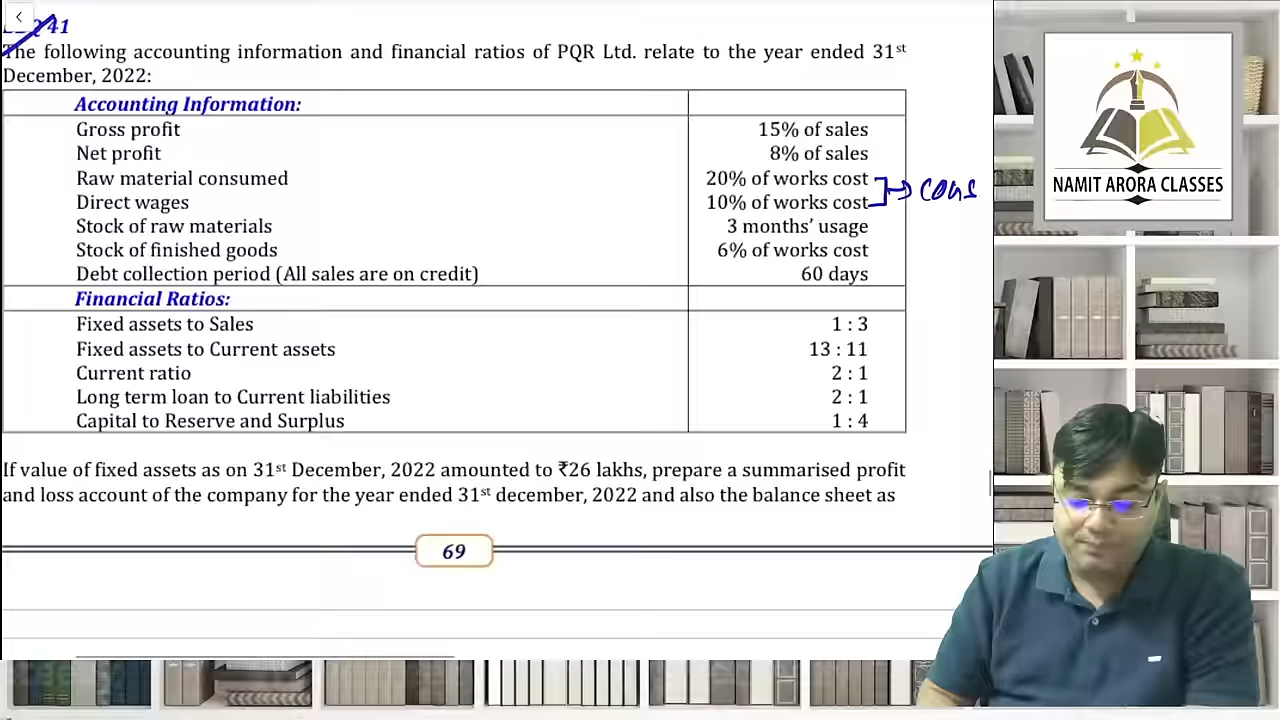 41
The following accounting information and financial ratios of PQR Ltd. relate to the year ended 31st
December, 2022:
Accounting Information:
Gross profit 15% of sales
Net profit 8% of sales
Raw material consumed 20% of works cost
Direct wages 10% of works cost
cons
Stock of raw materials 3 months’ usage
Stock of finished goods 6% of works cost
Debt collection period (All sales are on credit) 60 days
Financial Ratios:
Fixed assets to Sales 1 : 3
Fixed assets to Current assets 13 : 11
Current ratio 2 : 1
Long term loan to Current liabilities 2 : 1
Capital to Reserve and Surplus 1 : 4
If value of fixed assets as on 31st December, 2022 amounted to ₹26 lakhs, prepare a summarised profit
and loss account of the company for the year ended 31st december, 2022 and also the balance sheet as
69
NAMIT ARORA CLASSES